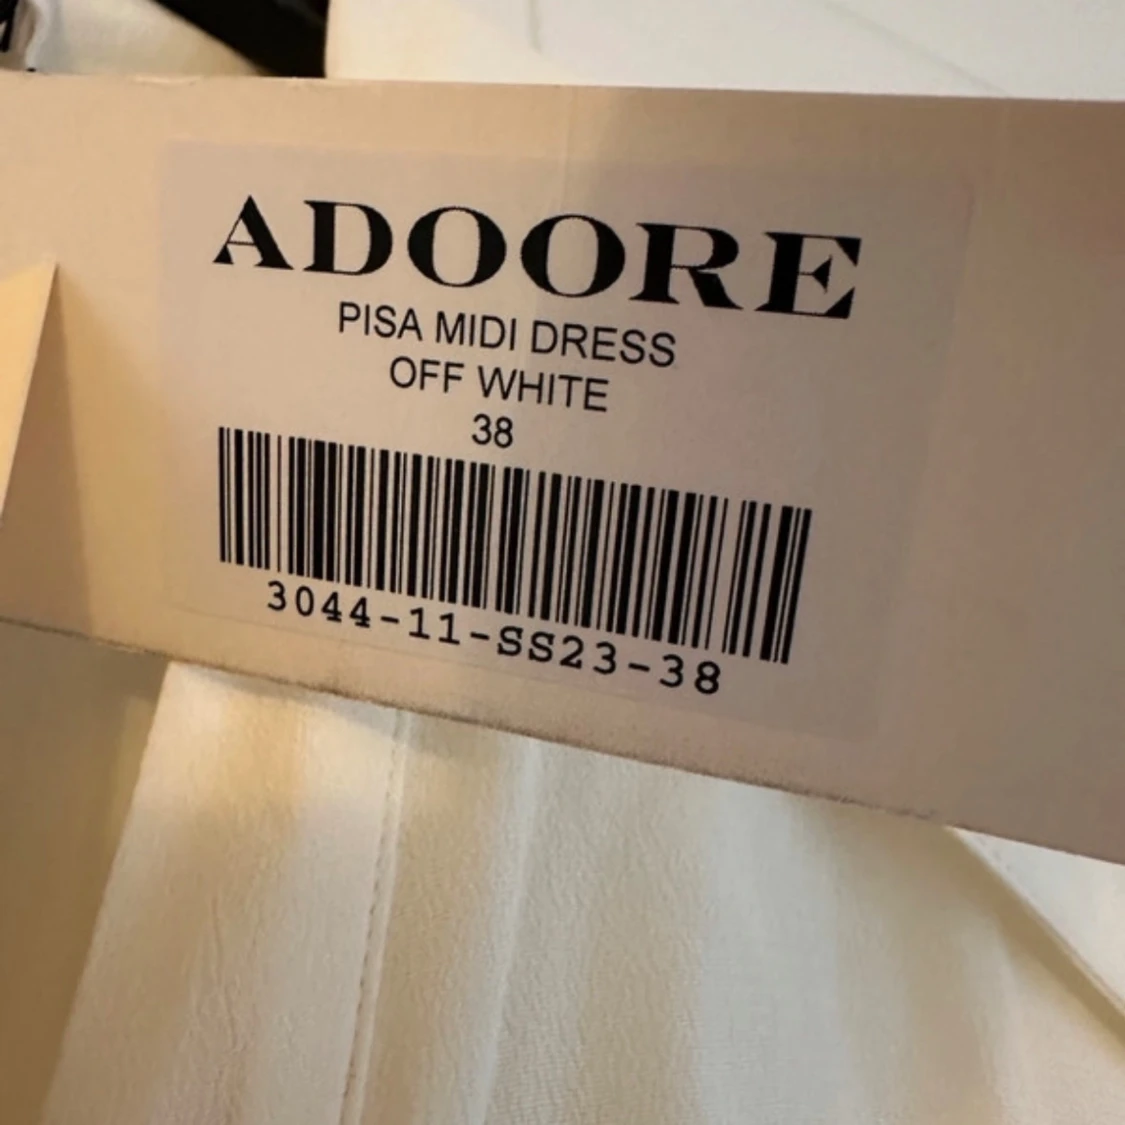 ADOORE
PISA MIDI DRESS
OFF WHITE
38
3044-11-SS23-38